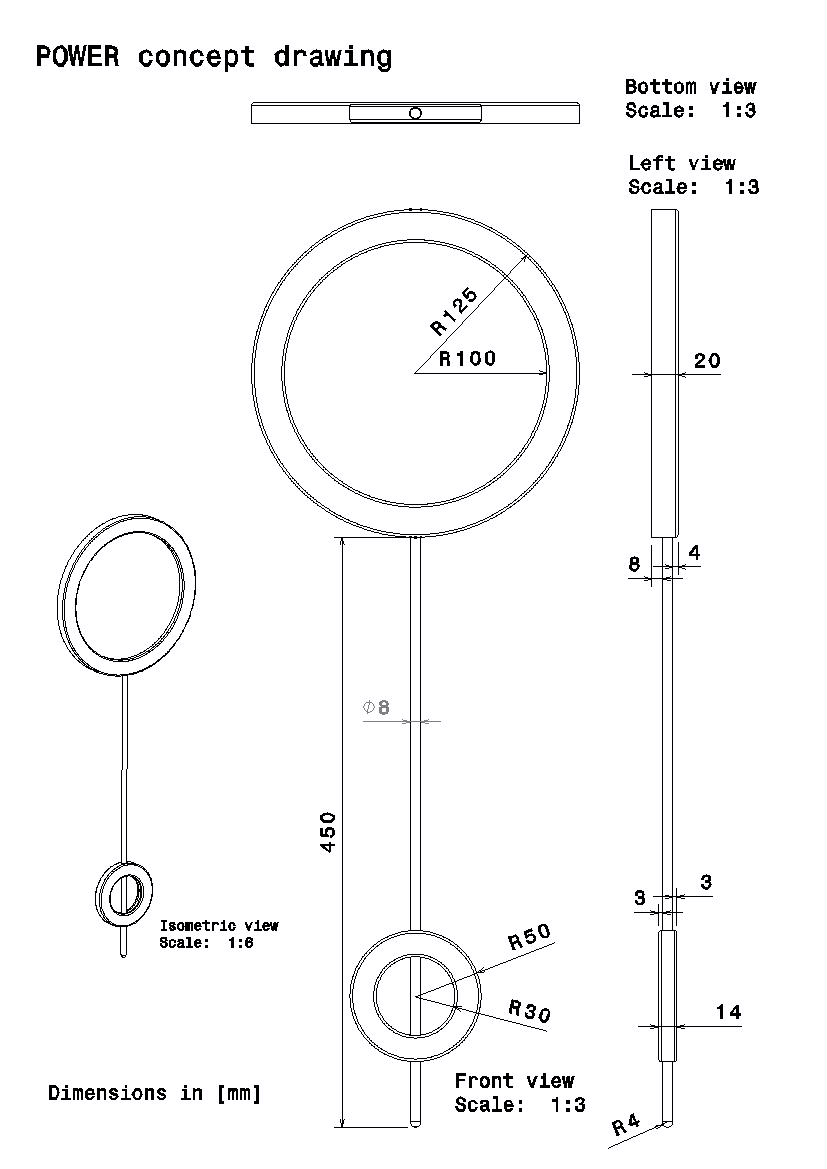 POWER concept drawing
Bottom view
Scale: 1:3
Left view
Scale: 1:3
R125
R100
20
4
8
Ø8
450
3
3
R50
R30
14
Isometric view
Scale: 1:6
Dimensions in [mm]
Front view
Scale: 1:3
R4